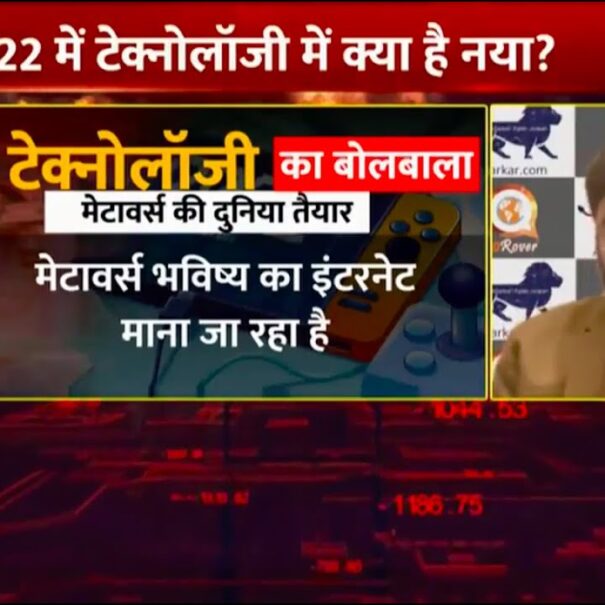 22 में टेक्नोलॉजी में क्या है नया?
टेक्नोलॉजी का बोलबाला
मेटावर्स की दुनिया तैयार
मेटावर्स भविष्य का इंटरनेट
माना जा रहा है
arkar.com
Rover
1044.53
-1186.75